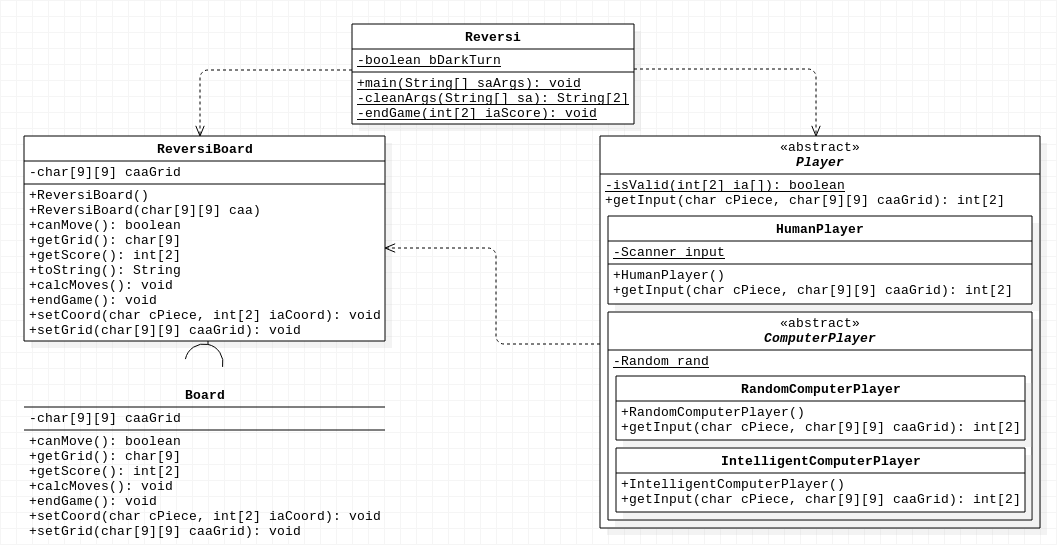 Reversi
-boolean bDarkTurn
+main(String[] saArgs): void
-cleanArgs(String[] sa): String[2]
-endGame(int[2] iaScore): void
ReversiBoard
-char[9][9] caaGrid
+ReversiBoard()
+ReversiBoard(char[9][9] caa)
+canMove(): boolean
+getGrid(): char[9]
+getScore(): int[2]
+toString(): String
+calcMoves(): void
+endGame(): void
+setCoord(char cPiece, int[2] iaCoord): void
+setGrid(char[9][9] caaGrid): void
Board
-char[9][9] caaGrid
+canMove(): boolean
+getGrid(): char[9]
+getScore(): int[2]
+calcMoves(): void
+endGame(): void
+setCoord(char cPiece, int[2] iaCoord): void
+setGrid(char[9][9] caaGrid): void
«abstract»
Player
-isValid(int[2] ia[]): boolean
+getInput(char cPiece, char[9][9] caaGrid): int[2]
HumanPlayer
-Scanner input
+HumanPlayer()
+getInput(char cPiece, char[9][9] caaGrid): int[2]
«abstract»
ComputerPlayer
-Random rand
RandomComputerPlayer
+RandomComputerPlayer()
+getInput(char cPiece, char[9][9] caaGrid): int[2]
IntelligentComputerPlayer
+IntelligentComputerPlayer()
+getInput(char cPiece, char[9][9] caaGrid): int[2]